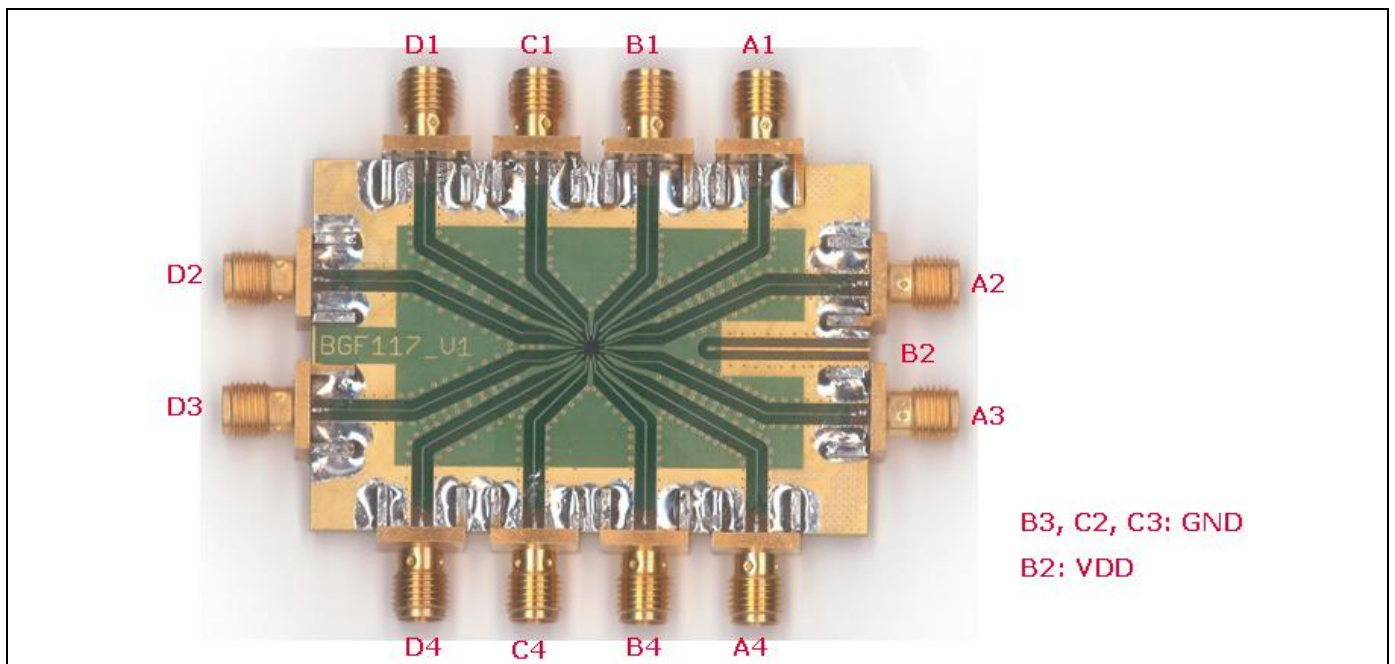 D1 C1 B1 A1
D2
A2
BGF117_V1
B2
D3
A3
B3, C2, C3: GND
B2: VDD
D4 C4 B4 A4